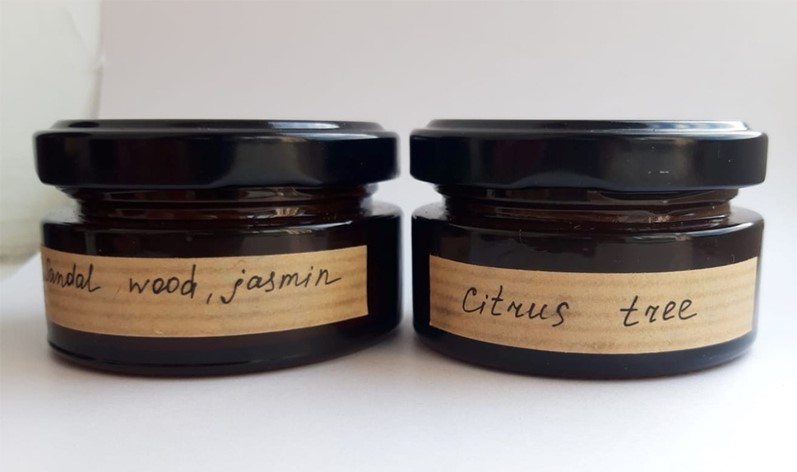 Sandal wood, jasmin
Citrus tree